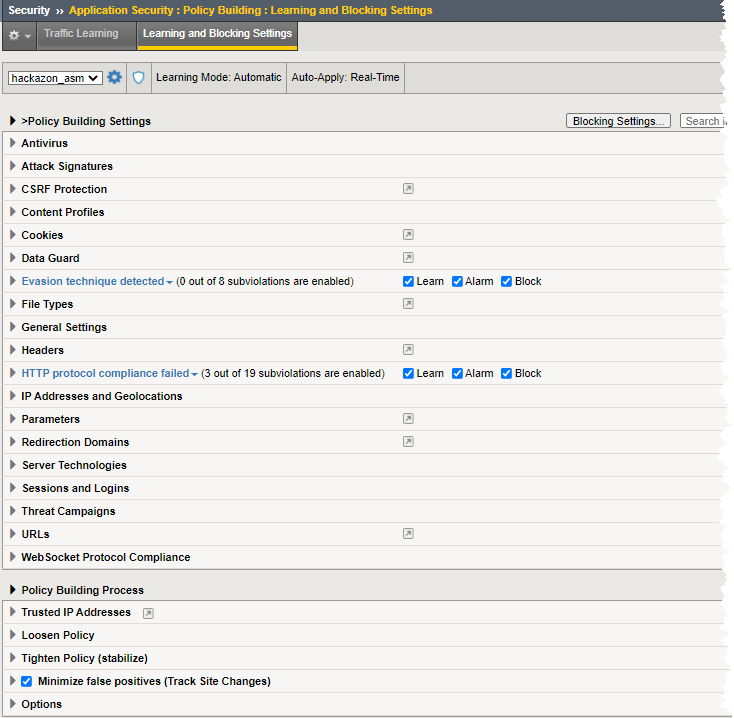 Security ›› Application Security : Policy Building : Learning and Blocking Settings
Traffic Learning Learning and Blocking Settings
hackazon_asm Learning Mode: Automatic Auto-Apply: Real-Time
>Policy Building Settings Blocking Settings... Search
Antivirus
Attack Signatures
CSRF Protection
Content Profiles
Cookies
Data Guard
Evasion technique detected (0 out of 8 subviolations are enabled) Learn Alarm Block
File Types
General Settings
Headers
HTTP protocol compliance failed (3 out of 19 subviolations are enabled) Learn Alarm Block
IP Addresses and Geolocations
Parameters
Redirection Domains
Server Technologies
Sessions and Logins
Threat Campaigns
URLs
WebSocket Protocol Compliance
Policy Building Process
Trusted IP Addresses
Loosen Policy
Tighten Policy (stabilize)
Minimize false positives (Track Site Changes)
Options